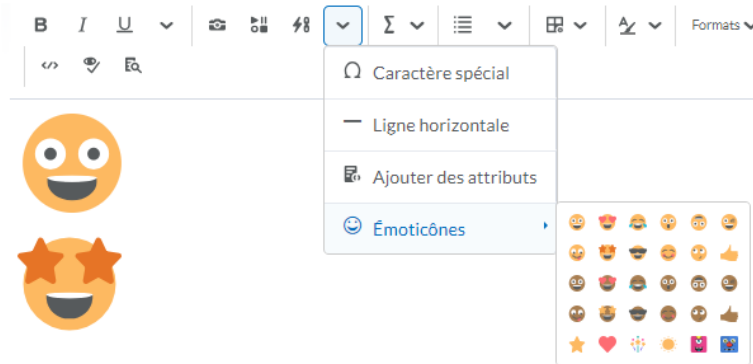 B I U Σ Formats
</>
Ω Caractère spécial
Ligne horizontale
Ajouter des attributs
Émoticônes